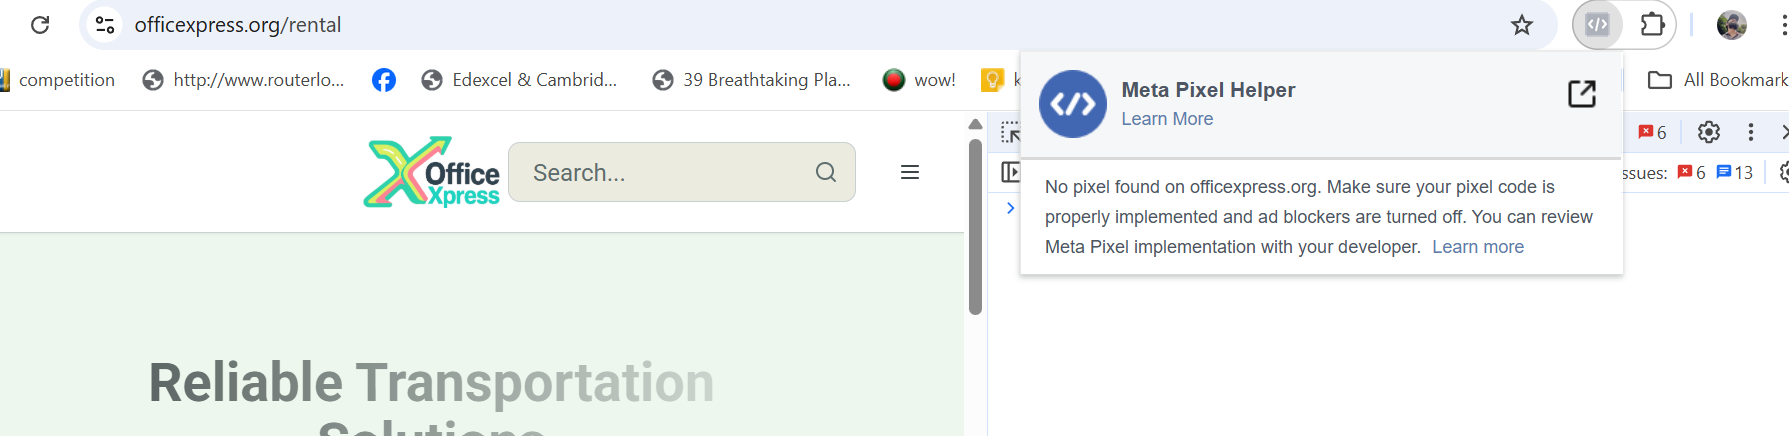 officexpress.org/rental
competition
http://www.routerlo...
Edexcel & Cambrid...
39 Breathtaking Pla...
wow!
All Bookmark
Meta Pixel Helper
Learn More
No pixel found on officexpress.org. Make sure your pixel code is
properly implemented and ad blockers are turned off. You can review
Meta Pixel implementation with your developer. Learn more
6
ssues: 6 13
Office
Xpress
Search...
Reliable Transportation
Solutions